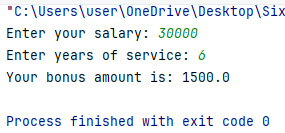 "C:\Users\user\OneDrive\Desktop\Six
Enter your salary: 30000
Enter years of service: 6
Your bonus amount is: 1500.0
Process finished with exit code 0